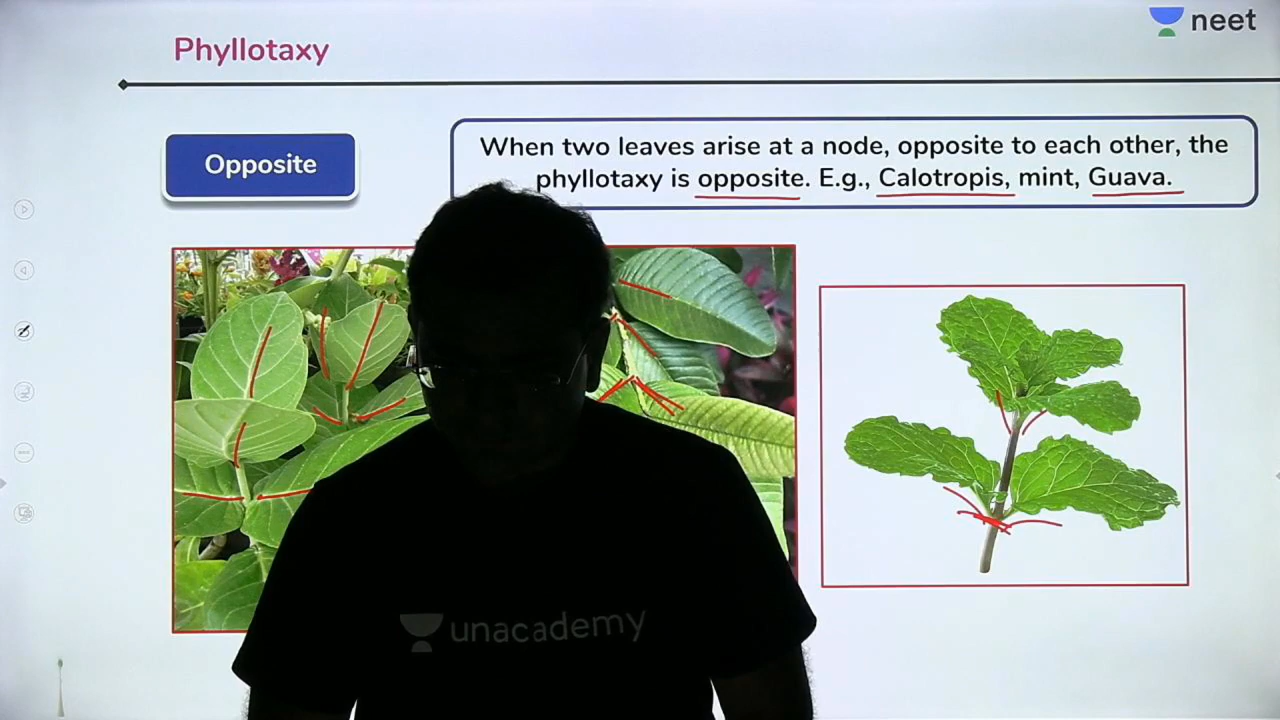 neet
Phyllotaxy
Opposite
When two leaves arise at a node, opposite to each other, the
phyllotaxy is opposite. E.g., Calotropis, mint, Guava.
unacademy